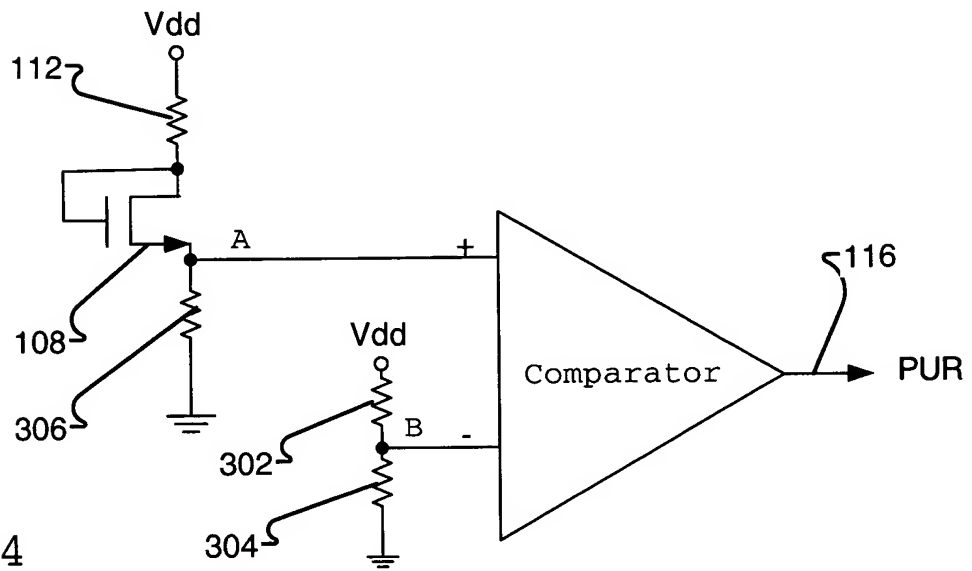 Vdd
112
A
+
116
108
Vdd
Comparator
PUR
306
B
-
302
304
4